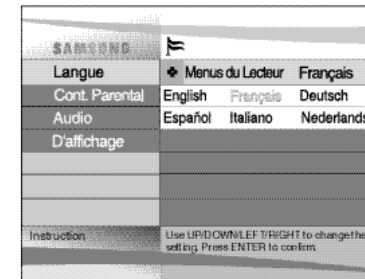 SAMSUNG
Langue
❖ Menus du Lecteur Français
Cont. Parental
English Français Deutsch
Audio
Español Italiano Nederlands
D'affichage
Instruction
Use UP/DOWN/LEFT/RIGHT to change the
setting. Press ENTER to confirm.